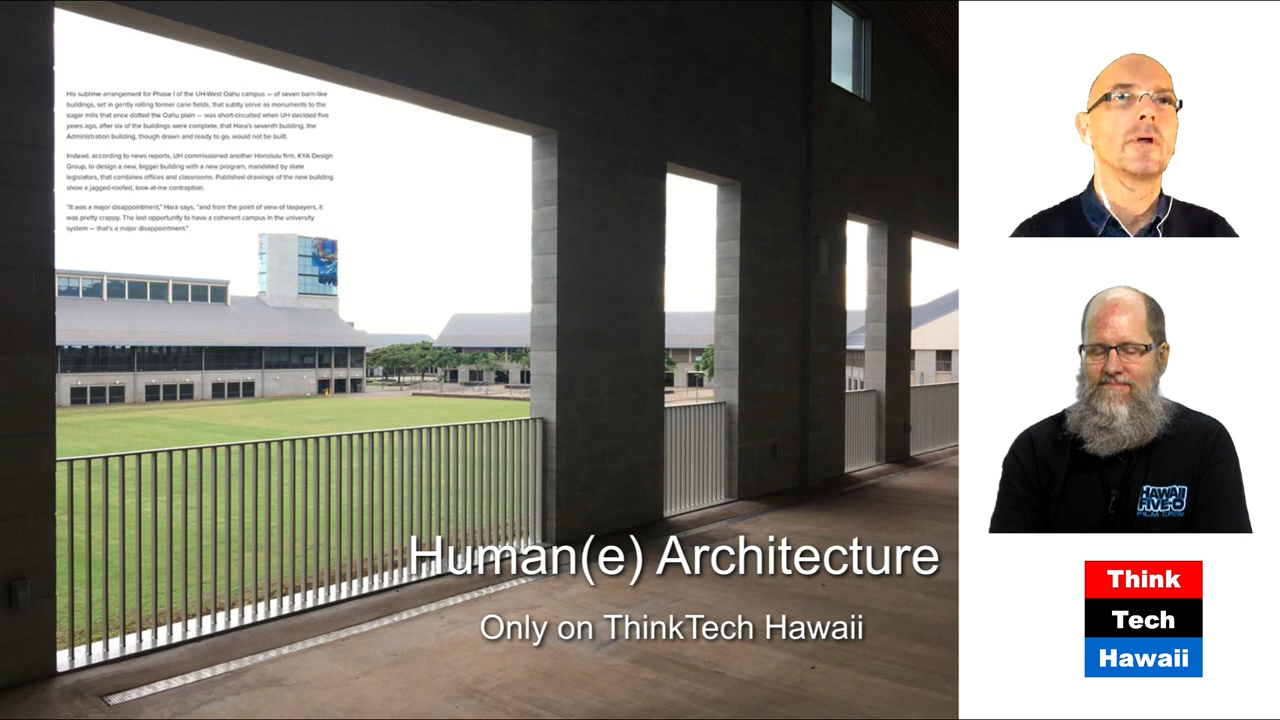 His sublime arrangement for Phase I of the UH-West Oahu campus — of seven barn-like
buildings, set in gently rolling former cane fields, that subtly serve as monuments to the
sugar mills that once dotted the Oahu plain — was short-circuited when UH decided five
years ago, after six of the buildings were complete, that Hara's seventh building, the
Administration building, though drawn and ready to go, would not be built.
Instead, according to news reports, UH commissioned another Honolulu firm, KYA Design
Group, to design a new, bigger building with a new program, mandated by state
legislators, that combines offices and classrooms. Published drawings of the new building
show a jagged-roofed, look-at-me contraption.
"It was a major disappointment," Hara says, "and from the point of view of taxpayers, it
was pretty crappy. The lost opportunity to have a coherent campus in the university
system — that's a major disappointment."
HAWAII
FIVE-0
FILM CREW
Human(e) Architecture
Only on ThinkTech Hawaii
Think
Tech
Hawaii